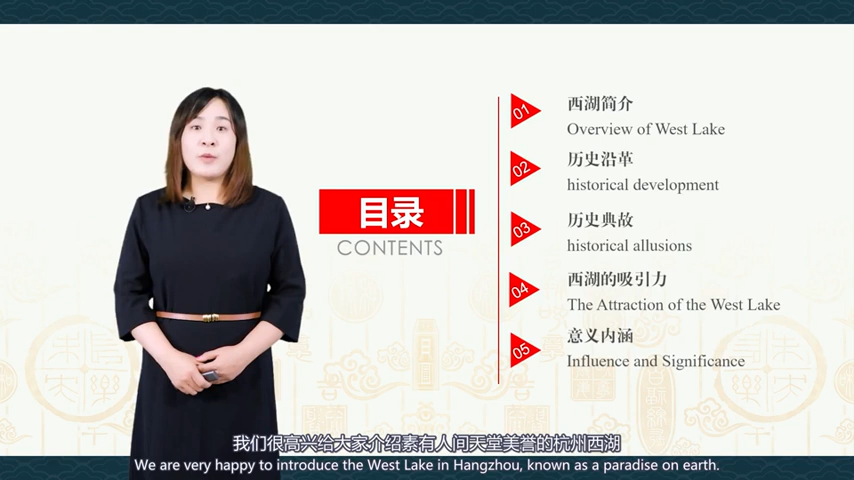 目录
CONTENTS
01
西湖简介
Overview of West Lake
02
历史沿革
historical development
03
历史典故
historical allusions
04
西湖的吸引力
The Attraction of the West Lake
05
意义内涵
Influence and Significance
我们很高兴给大家介绍素有人间天堂美誉的杭州西湖
We are very happy to introduce the West Lake in Hangzhou, known as a paradise on earth.